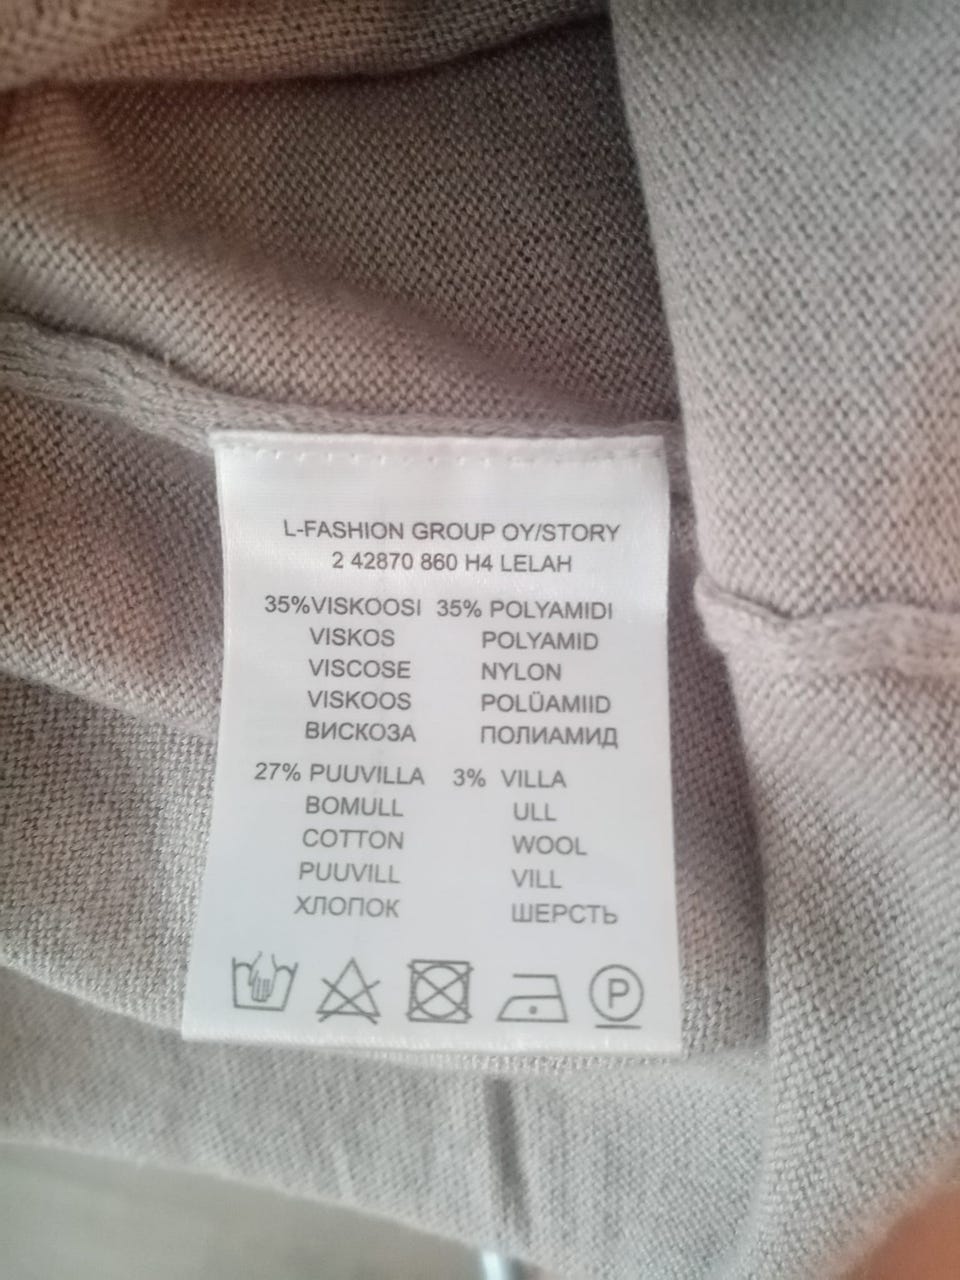 L-FASHION GROUP OY/STORY
2 42870 860 H4 LELAH
35%VISKOOSI 35% POLYAMIDI
VISKOS POLYAMID
VISCOSE NYLON
VISKOOS POLÜAMIID
ВИСКОЗА ПОЛИАМИД
27% PUUVILLA 3% VILLA
BOMULL ULL
COTTON WOOL
PUUVILL VILL
ХЛОПОК ШЕРСТЬ
P